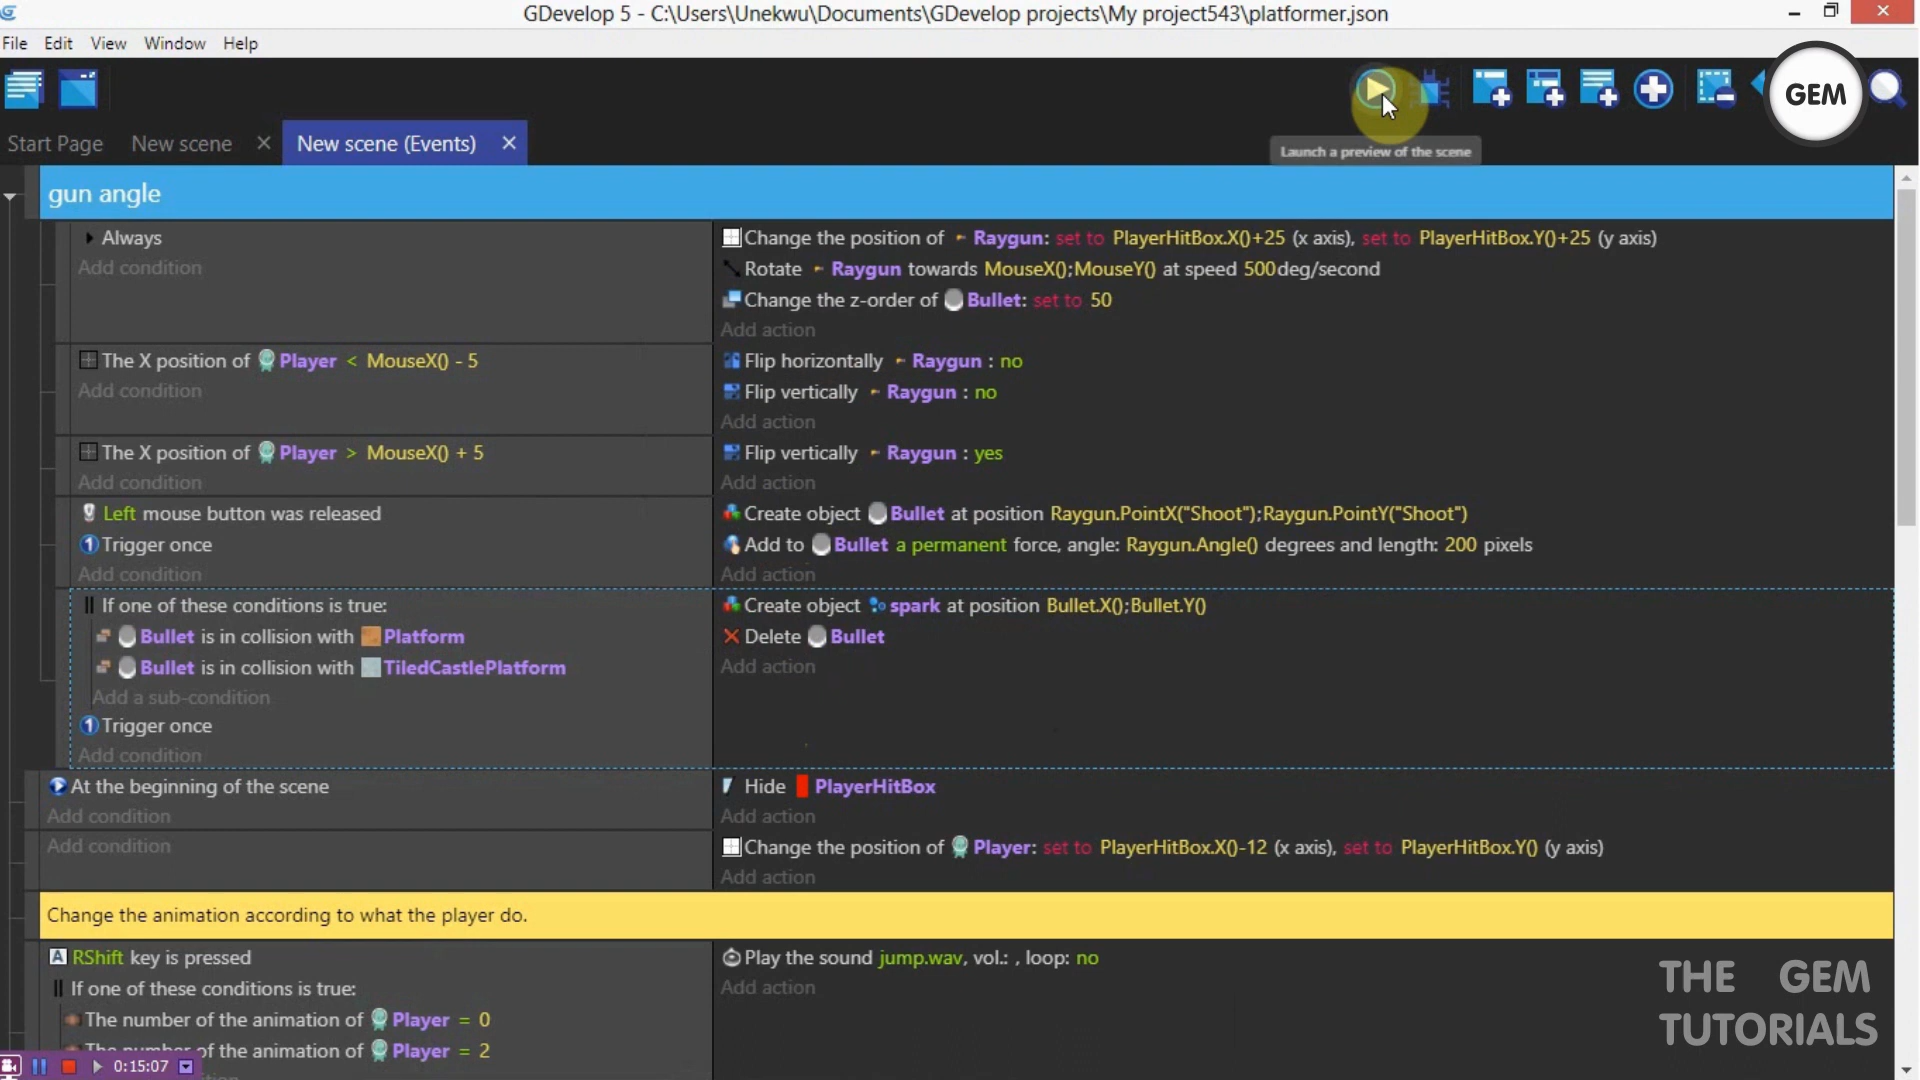 GDevelop 5 - C:\Users\Unekwu\Documents\GDevelop projects\My project543\platformer.json
File Edit View Window Help
GEM
Start Page New scene New scene (Events)
Launch a preview of the scene
gun angle
Always
Add condition
Change the position of Raygun: set to PlayerHitBox.X()+25 (x axis), set to PlayerHitBox.Y()+25 (y axis)
Rotate Raygun towards MouseX();MouseY() at speed 500deg/second
Change the z-order of Bullet: set to 50
Add action
The X position of Player < MouseX() - 5
Add condition
Flip horizontally Raygun : no
Flip vertically Raygun : no
Add action
The X position of Player > MouseX() + 5
Add condition
Flip vertically Raygun : yes
Add action
Left mouse button was released
Trigger once
Add condition
Create object Bullet at position Raygun.PointX("Shoot");Raygun.PointY("Shoot")
Add to Bullet a permanent force, angle: Raygun.Angle() degrees and length: 200 pixels
Add action
If one of these conditions is true:
Bullet is in collision with Platform
Bullet is in collision with TiledCastlePlatform
Add a sub-condition
Trigger once
Add condition
Create object spark at position Bullet.X();Bullet.Y()
Delete Bullet
Add action
At the beginning of the scene
Add condition
Hide PlayerHitBox
Add action
Add condition
Change the position of Player: set to PlayerHitBox.X()-12 (x axis), set to PlayerHitBox.Y() (y axis)
Add action
Change the animation according to what the player do.
RShift key is pressed
If one of these conditions is true:
The number of the animation of Player = 0
The number of the animation of Player = 2
Play the sound jump.wav, vol.: , loop: no
Add action
0:15:07
THE GEM
TUTORIALS